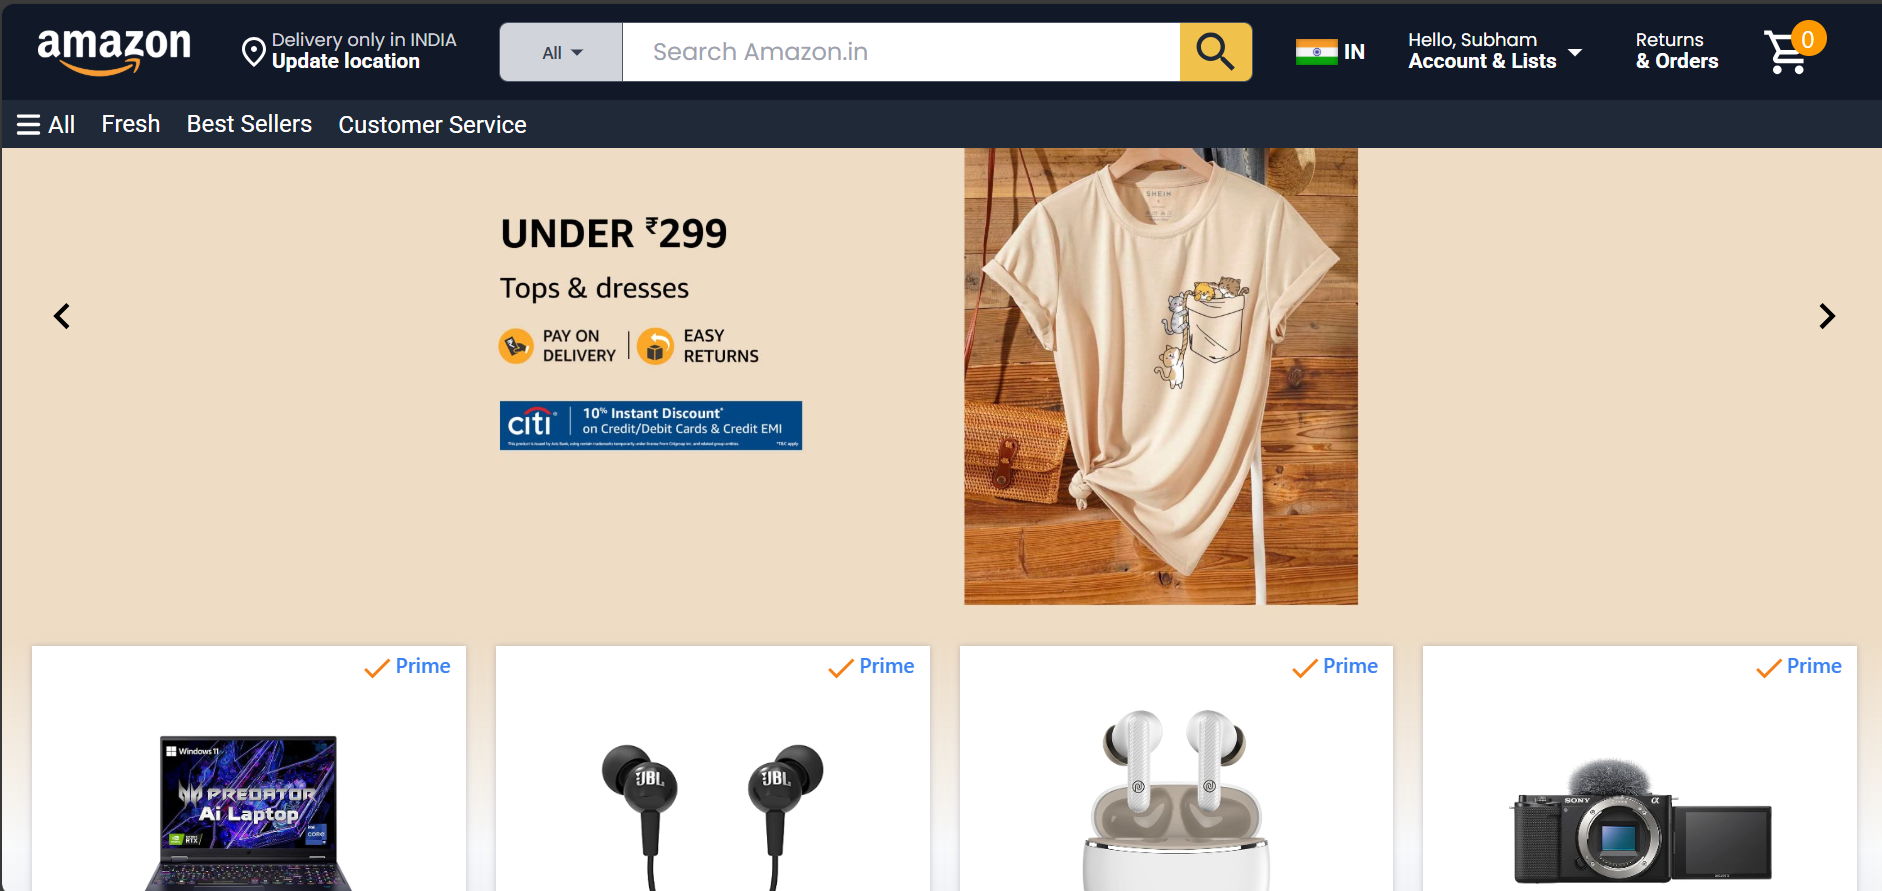 amazon
Delivery only in INDIA
Update location
All
Search Amazon.in
IN
Hello, Subham
Account & Lists
Returns
& Orders
0
All
Fresh
Best Sellers
Customer Service
SHEIN
UNDER ₹299
Tops & dresses
PAY ON
DELIVERY
EASY
RETURNS
citi
10% Instant Discount*
on Credit/Debit Cards & Credit EMI
*T&C apply
Prime
Prime
Prime
Prime
Windows 11
PREDATOR
Ai Laptop
RTX
CORE
JBL
JBL
SONY
α